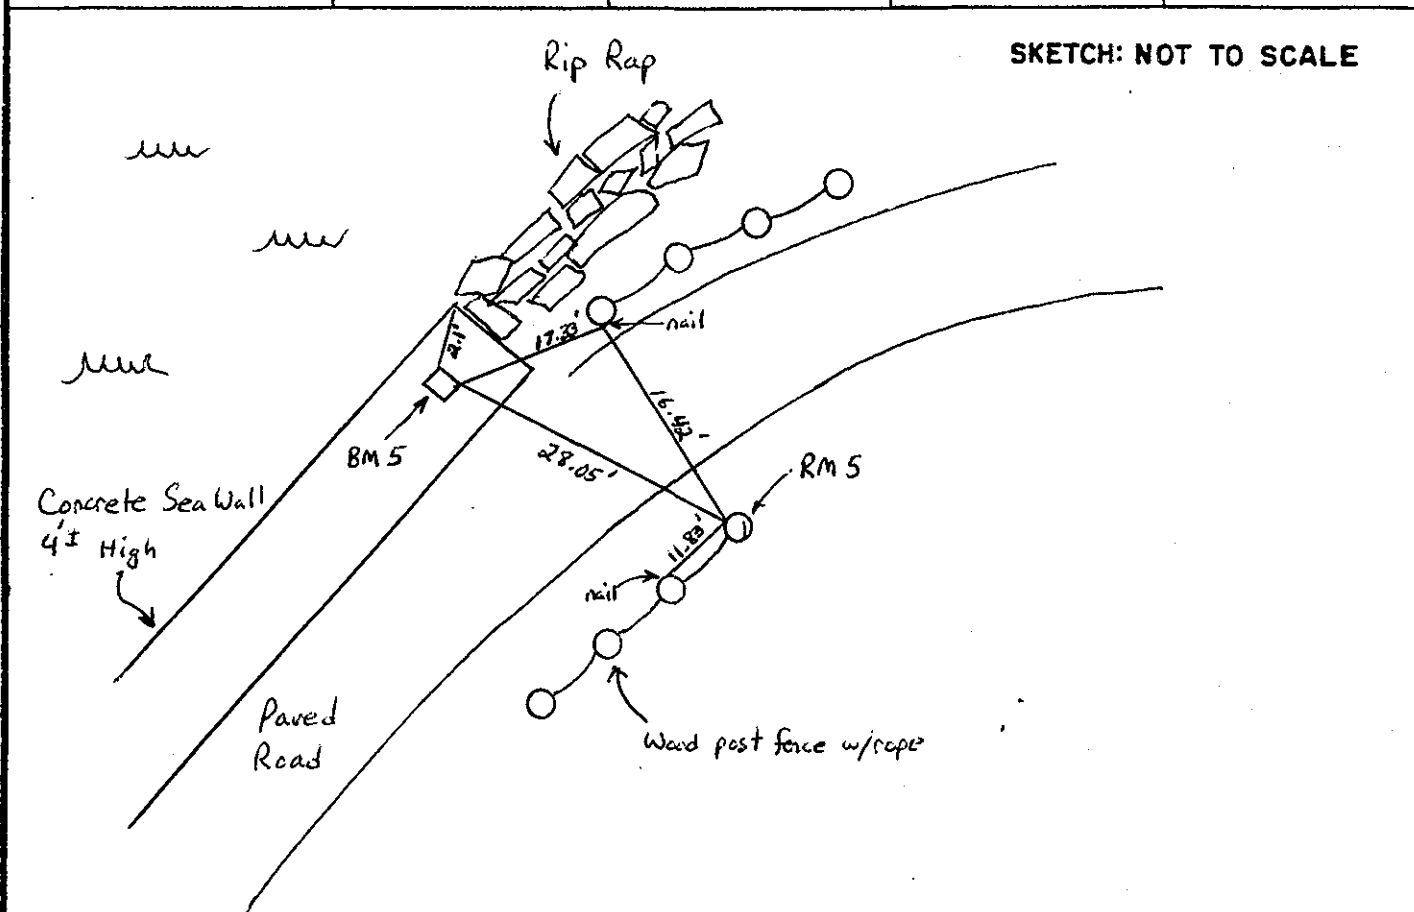 SKETCH: NOT TO SCALE
Rip Rap
nail
17.33'
2.1'
16.42'
BM 5
28.05'
RM 5
Concrete Sea Wall
4'± High
11.83'
nail
Paved
Road
Wood post fence w/rope